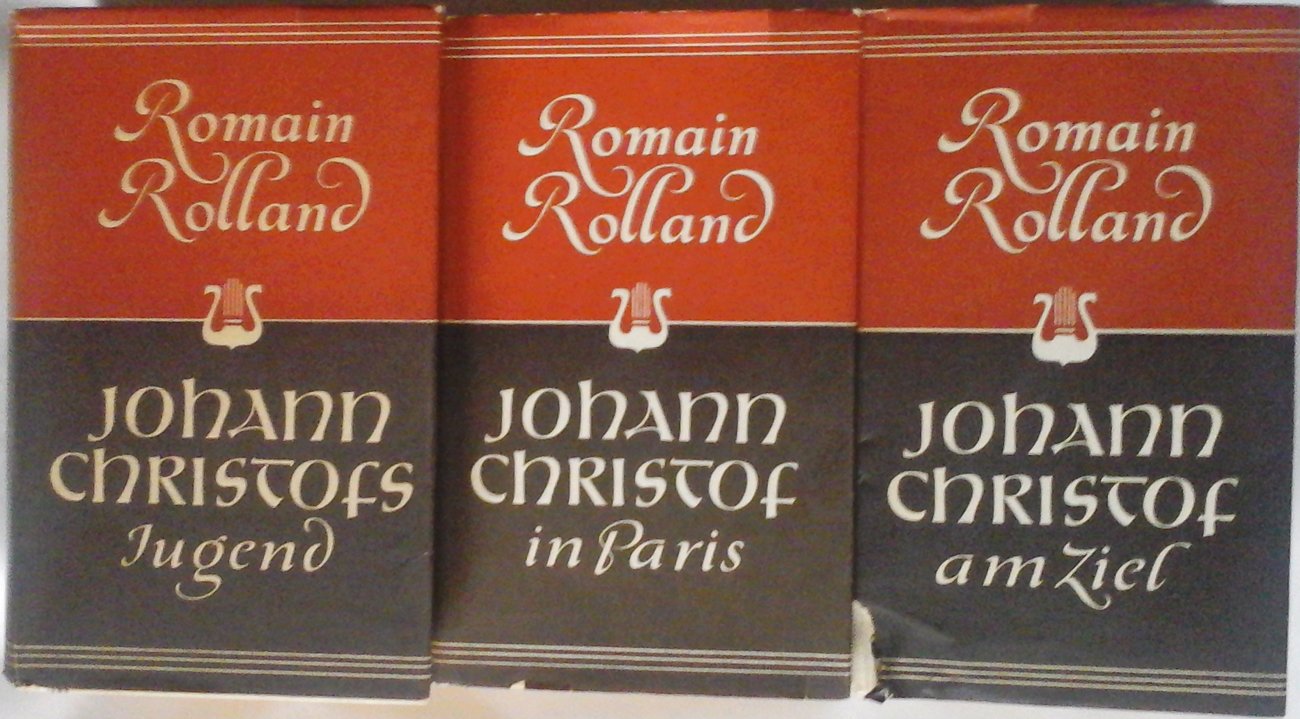 Romain
Rolland
Johann
Christofs
Jugend
Romain
Rolland
Johann
Christof
in Paris
Romain
Rolland
Johann
Christof
am Ziel